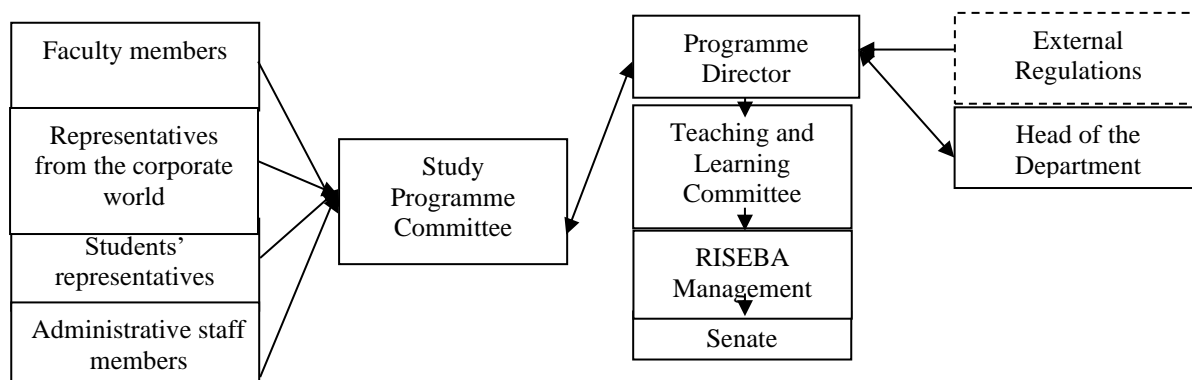 Faculty members
Representatives
from the corporate
world
Students'
representatives
Administrative staff
members
Study
Programme
Committee
Programme
Director
Teaching and
Learning
Committee
RISEBA
Management
Senate
External
Regulations
Head of the
Department